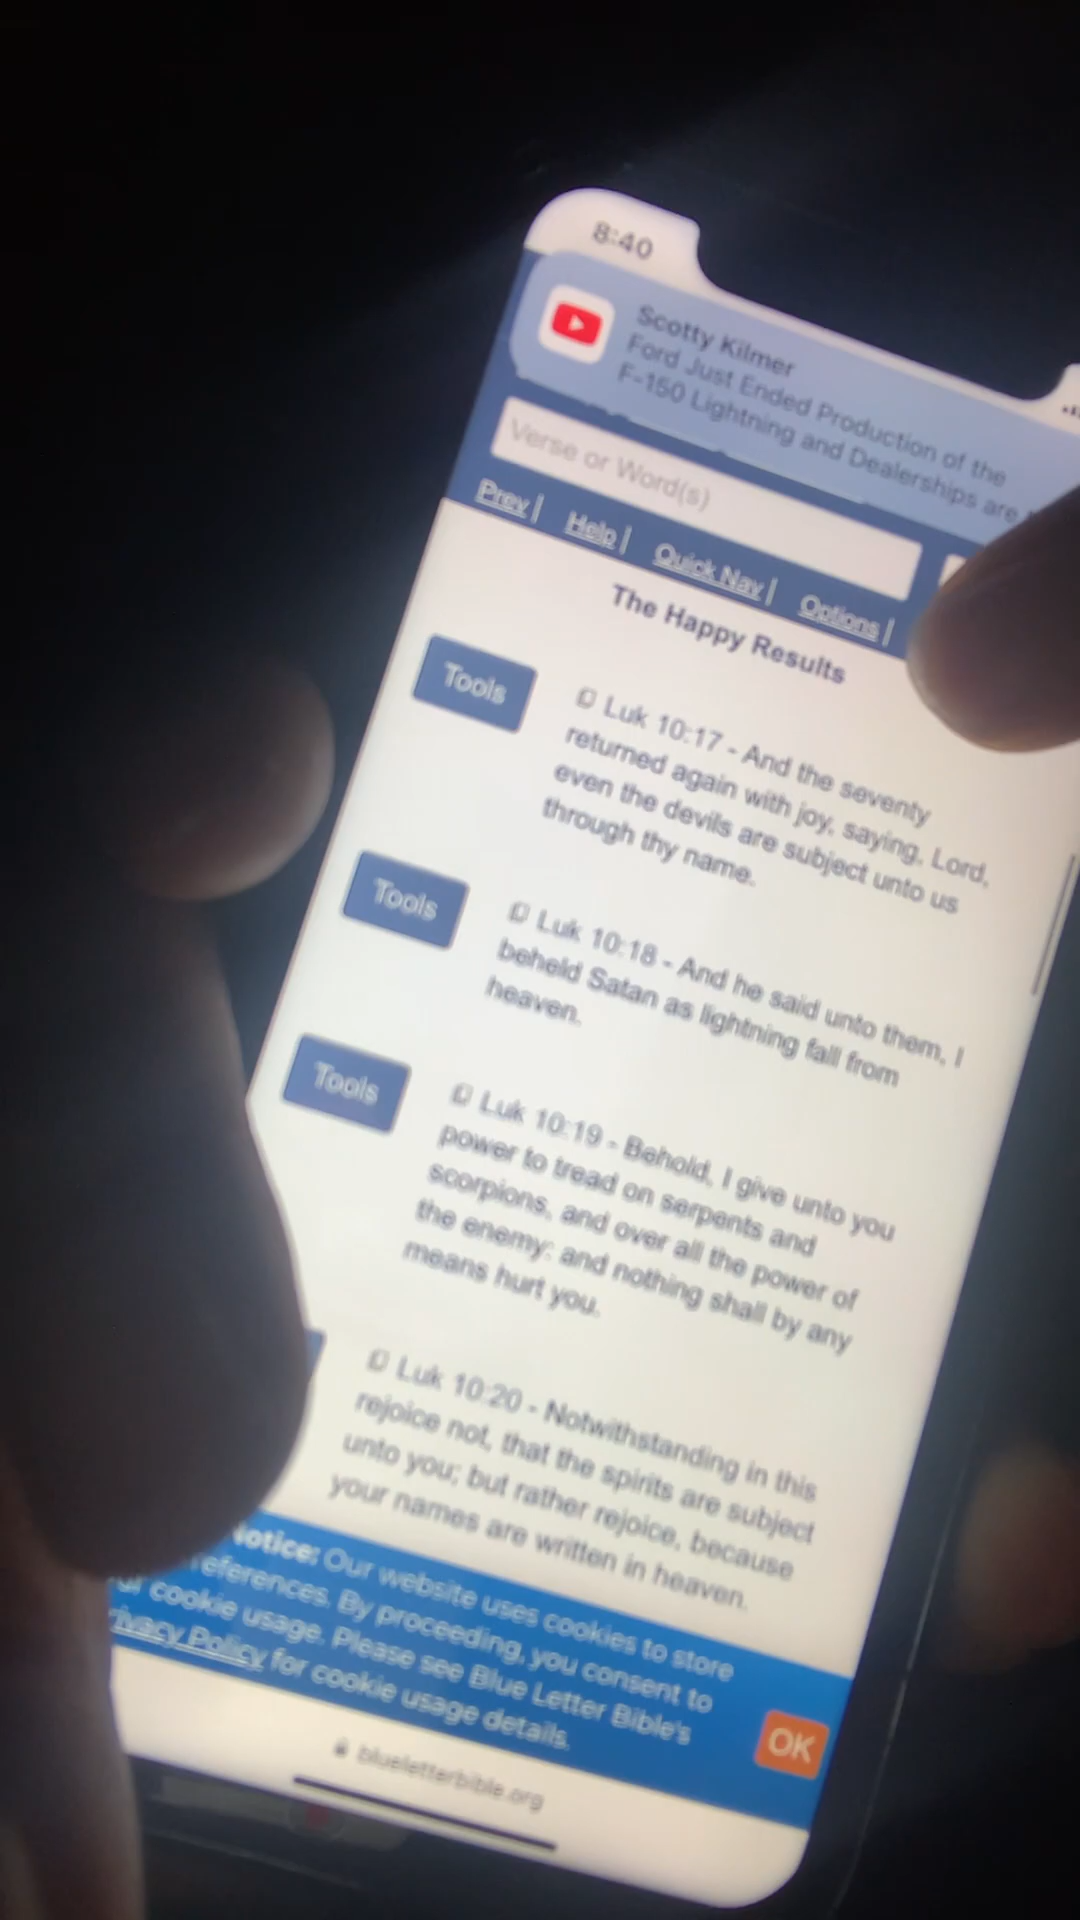 8:40
Scotty Kilmer
Ford Just Ended Production of the
F-150 Lightning and Dealerships are
Verse or Word(s)
Prev | Help | Quick Nav | Options |
The Happy Results
Tools
Luk 10:17 - And the seventy
returned again with joy, saying, Lord,
even the devils are subject unto us
through thy name.
Tools
Luk 10:18 - And he said unto them, I
beheld Satan as lightning fall from
heaven.
Tools
Luk 10:19 - Behold, I give unto you
power to tread on serpents and
scorpions, and over all the power of
the enemy: and nothing shall by any
means hurt you.
Luk 10:20 - Notwithstanding in this
rejoice not, that the spirits are subject
unto you; but rather rejoice, because
your names are written in heaven.
Notice: Our website uses cookies to store
references. By proceeding, you consent to
ur cookie usage. Please see Blue Letter Bible's
rivacy Policy for cookie usage details.
OK
blueletterbible.org